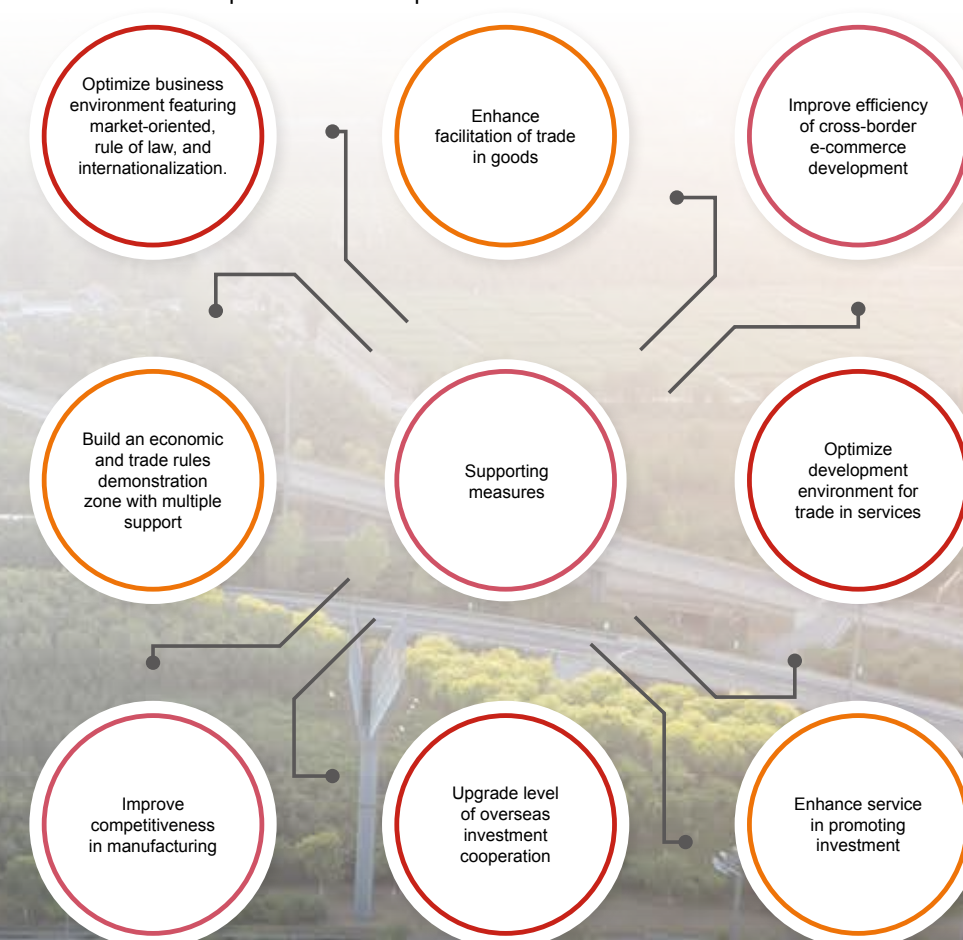 Optimize business
environment featuring
market-oriented,
rule of law, and
internationalization.
Enhance
facilitation of trade
in goods
Improve efficiency
of cross-border
e-commerce
development
Build an economic
and trade rules
demonstration
zone with multiple
support
Supporting
measures
Optimize
development
environment for
trade in services
Improve
competitiveness
in manufacturing
Upgrade level
of overseas
investment
cooperation
Enhance service
in promoting
investment